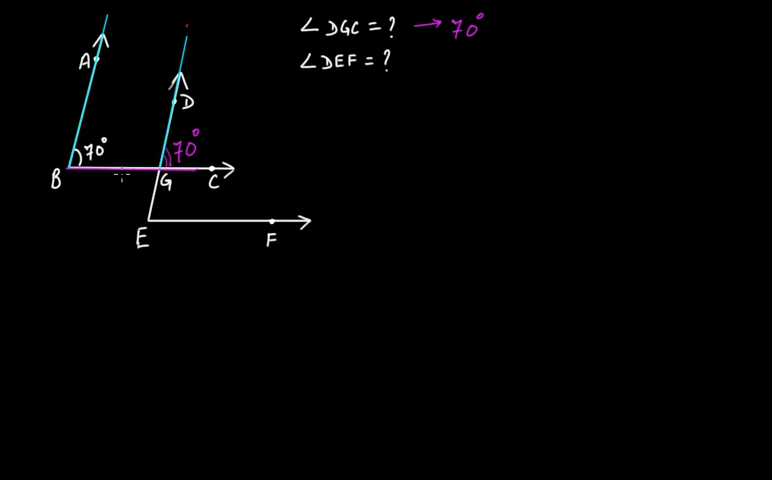 ∠DGC = ? → 70°
∠DEF = ?
A
D
70°
70°
B
G
C
E
F